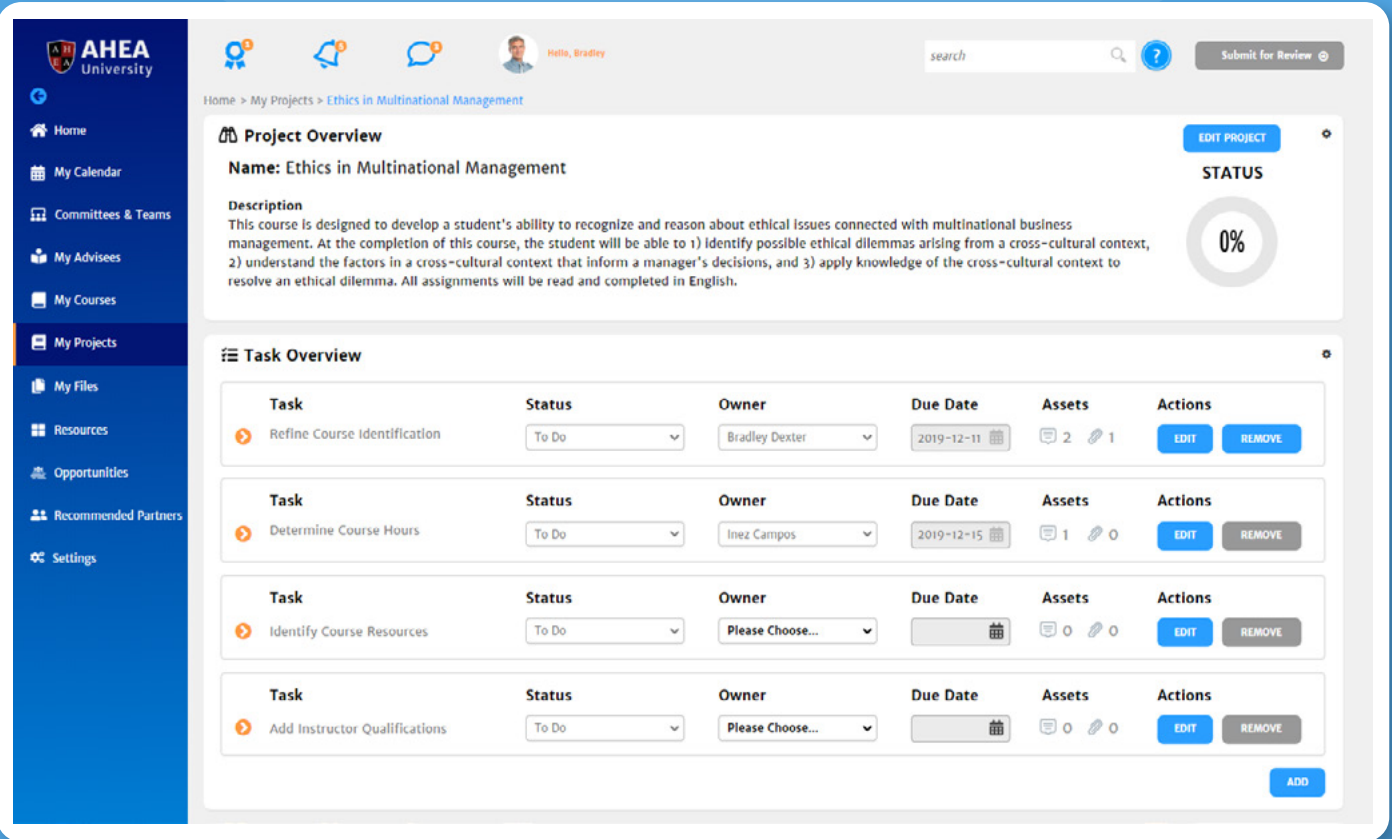 AHEA
University
Hello, Bradley
search
?
Submit for Review
Home > My Projects > Ethics in Multinational Management
Home
My Calendar
Committees & Teams
My Advisees
My Courses
My Projects
My Files
Resources
Opportunities
Recommended Partners
Settings
Project Overview
EDIT PROJECT
Name: Ethics in Multinational Management
STATUS
0%
Description
This course is designed to develop a student's ability to recognize and reason about ethical issues connected with multinational business
management. At the completion of this course, the student will be able to 1) identify possible ethical dilemmas arising from a cross-cultural context,
2) understand the factors in a cross-cultural context that inform a manager's decisions, and 3) apply knowledge of the cross-cultural context to
resolve an ethical dilemma. All assignments will be read and completed in English.
Task Overview
Task Status Owner Due Date Assets Actions
Refine Course Identification To Do Bradley Dexter 2019-12-11 2 1 EDIT REMOVE
Task Status Owner Due Date Assets Actions
Determine Course Hours To Do Inez Campos 2019-12-15 1 0 EDIT REMOVE
Task Status Owner Due Date Assets Actions
Identify Course Resources To Do Please Choose... 0 0 EDIT REMOVE
Task Status Owner Due Date Assets Actions
Add Instructor Qualifications To Do Please Choose... 0 0 EDIT REMOVE
ADD